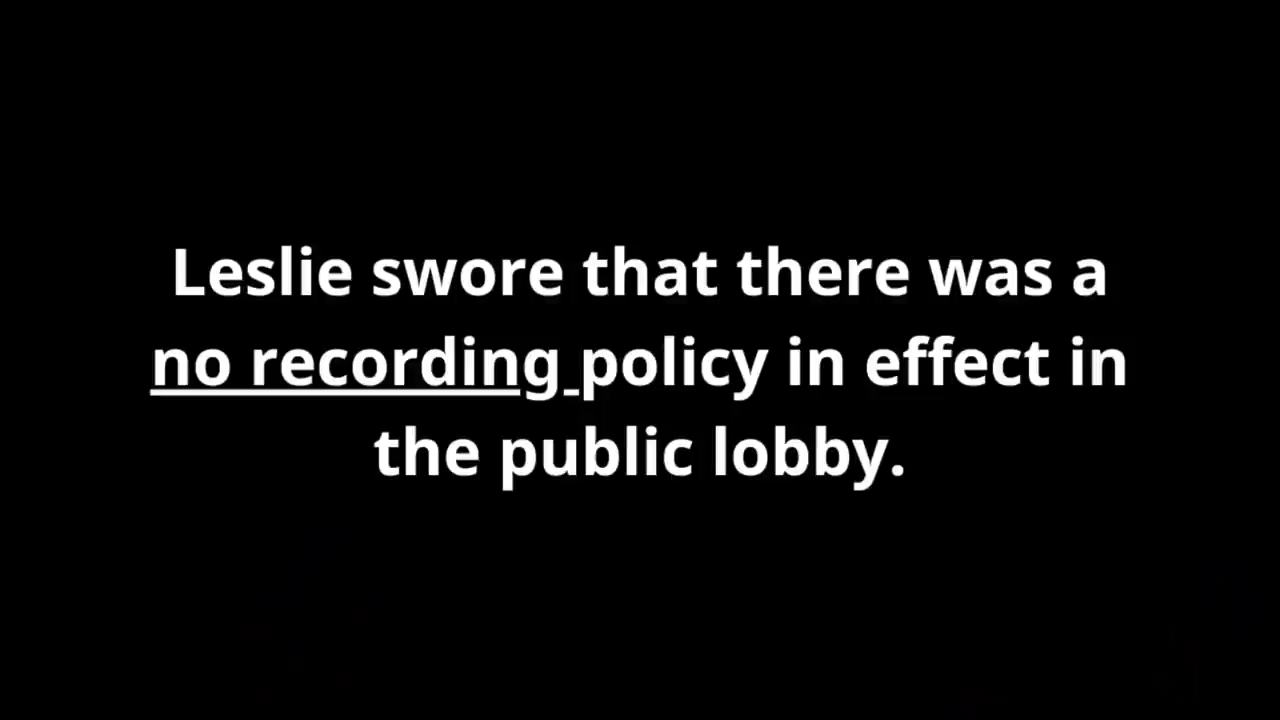 Leslie swore that there was a
no recording policy in effect in
the public lobby.